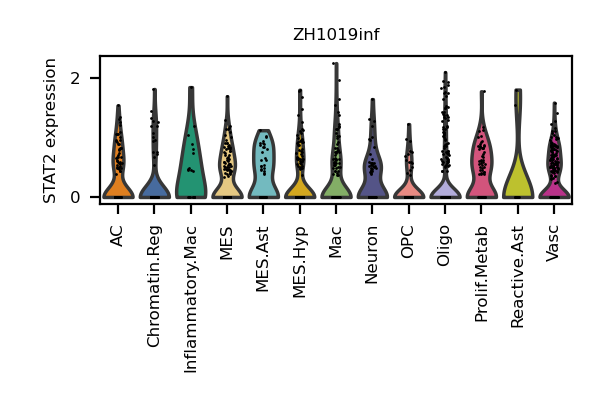 ZH1019inf
STAT2 expression
2
0
AC
Chromatin.Reg
Inflammatory.Mac
MES
MES.Ast
MES.Hyp
Mac
Neuron
OPC
Oligo
Prolif.Metab
Reactive.Ast
Vasc